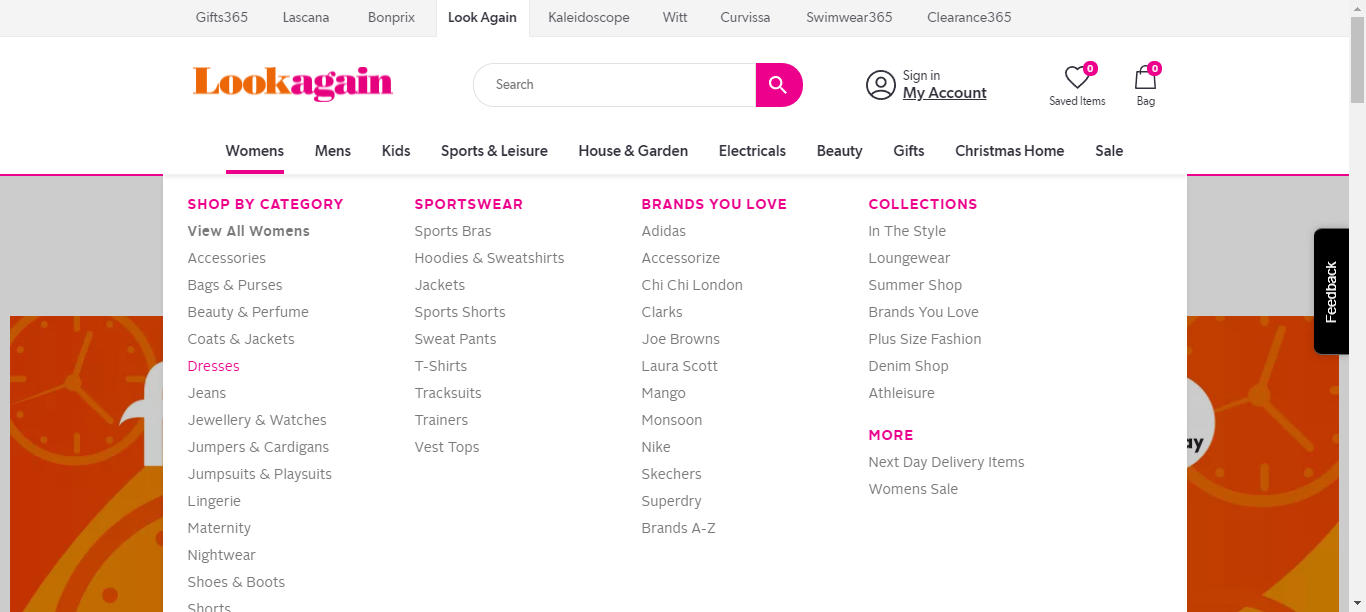 Gifts365
Lascana
Bonprix
Look Again
Kaleidoscope
Witt
Curvissa
Swimwear365
Clearance365
Lookagain
Search
Sign in
My Account
0
Saved Items
0
Bag
Womens
Mens
Kids
Sports & Leisure
House & Garden
Electricals
Beauty
Gifts
Christmas Home
Sale
SHOP BY CATEGORY
View All Womens
Accessories
Bags & Purses
Beauty & Perfume
Coats & Jackets
Dresses
Jeans
Jewellery & Watches
Jumpers & Cardigans
Jumpsuits & Playsuits
Lingerie
Maternity
Nightwear
Shoes & Boots
Shorts
SPORTSWEAR
Sports Bras
Hoodies & Sweatshirts
Jackets
Sports Shorts
Sweat Pants
T-Shirts
Tracksuits
Trainers
Vest Tops
BRANDS YOU LOVE
Adidas
Accessorize
Chi Chi London
Clarks
Joe Browns
Laura Scott
Mango
Monsoon
Nike
Skechers
Superdry
Brands A-Z
COLLECTIONS
In The Style
Loungewear
Summer Shop
Brands You Love
Plus Size Fashion
Denim Shop
Athleisure
MORE
Next Day Delivery Items
Womens Sale
Feedback